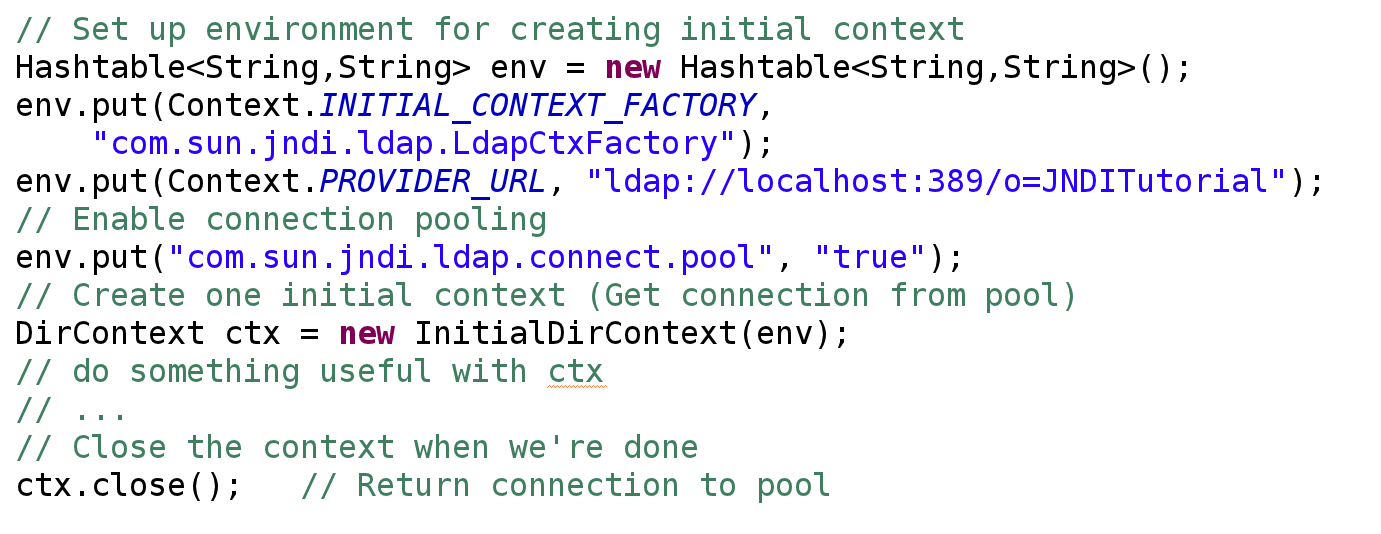 // Set up environment for creating initial context
Hashtable<String,String> env = new Hashtable<String,String>();
env.put(Context.INITIAL_CONTEXT_FACTORY,
    "com.sun.jndi.ldap.LdapCtxFactory");
env.put(Context.PROVIDER_URL, "ldap://localhost:389/o=JNDITutorial");
// Enable connection pooling
env.put("com.sun.jndi.ldap.connect.pool", "true");
// Create one initial context (Get connection from pool)
DirContext ctx = new InitialDirContext(env);
// do something useful with ctx
// ...
// Close the context when we're done
ctx.close();   // Return connection to pool